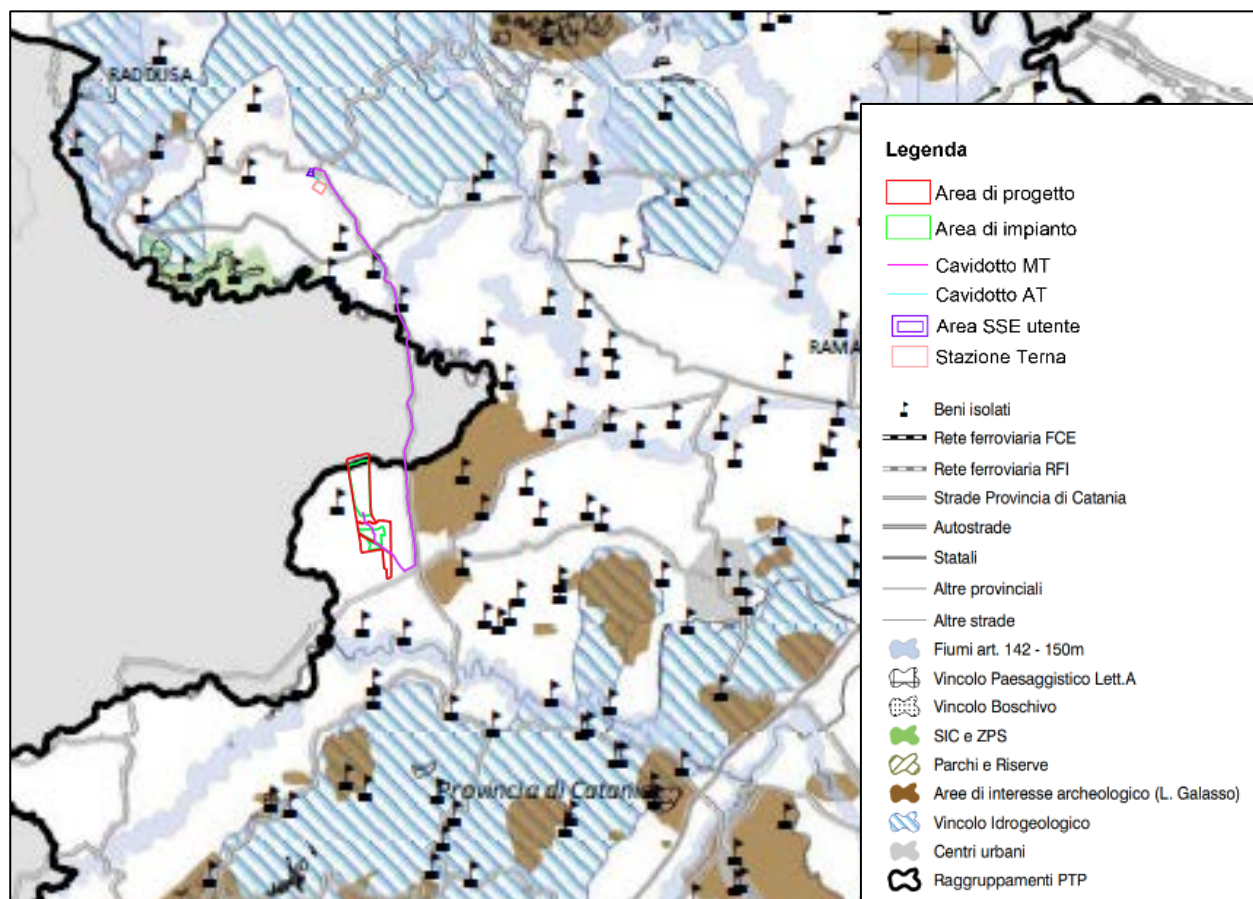 RADDUSA
RAMA
Provincia di Catania
Legenda
Area di progetto
Area di impianto
Cavidotto MT
Cavidotto AT
Area SSE utente
Stazione Terna
Beni isolati
Rete ferroviaria FCE
Rete ferroviaria RFI
Strade Provincia di Catania
Autostrade
Statali
Altre provinciali
Altre strade
Fiumi art. 142 - 150m
Vincolo Paesaggistico Lett.A
Vincolo Boschivo
SIC e ZPS
Parchi e Riserve
Aree di interesse archeologico (L. Galasso)
Vincolo Idrogeologico
Centri urbani
Raggruppamenti PTP